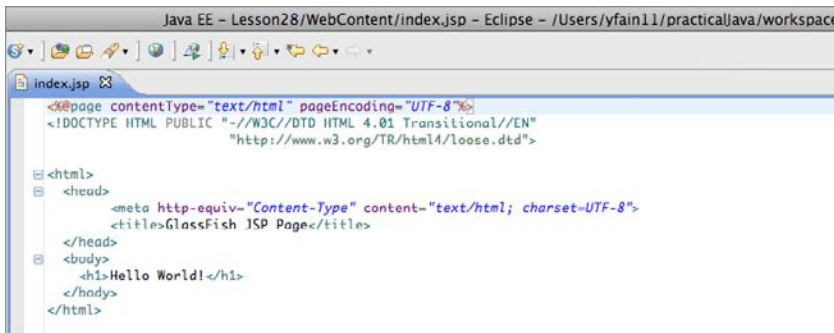 Java EE – Lesson28/WebContent/index.jsp – Eclipse – /Users/yfain11/practicalJava/workspace
index.jsp
<%@page contentType="text/html" pageEncoding="UTF-8"%>
<!DOCTYPE HTML PUBLIC "-//W3C//DTD HTML 4.01 Transitional//EN"
"http://www.w3.org/TR/html4/loose.dtd">
<html>
<head>
<meta http-equiv="Content-Type" content="text/html; charset=UTF-8">
<title>GlassFish JSP Page</title>
</head>
<body>
<h1>Hello World!</h1>
</body>
</html>